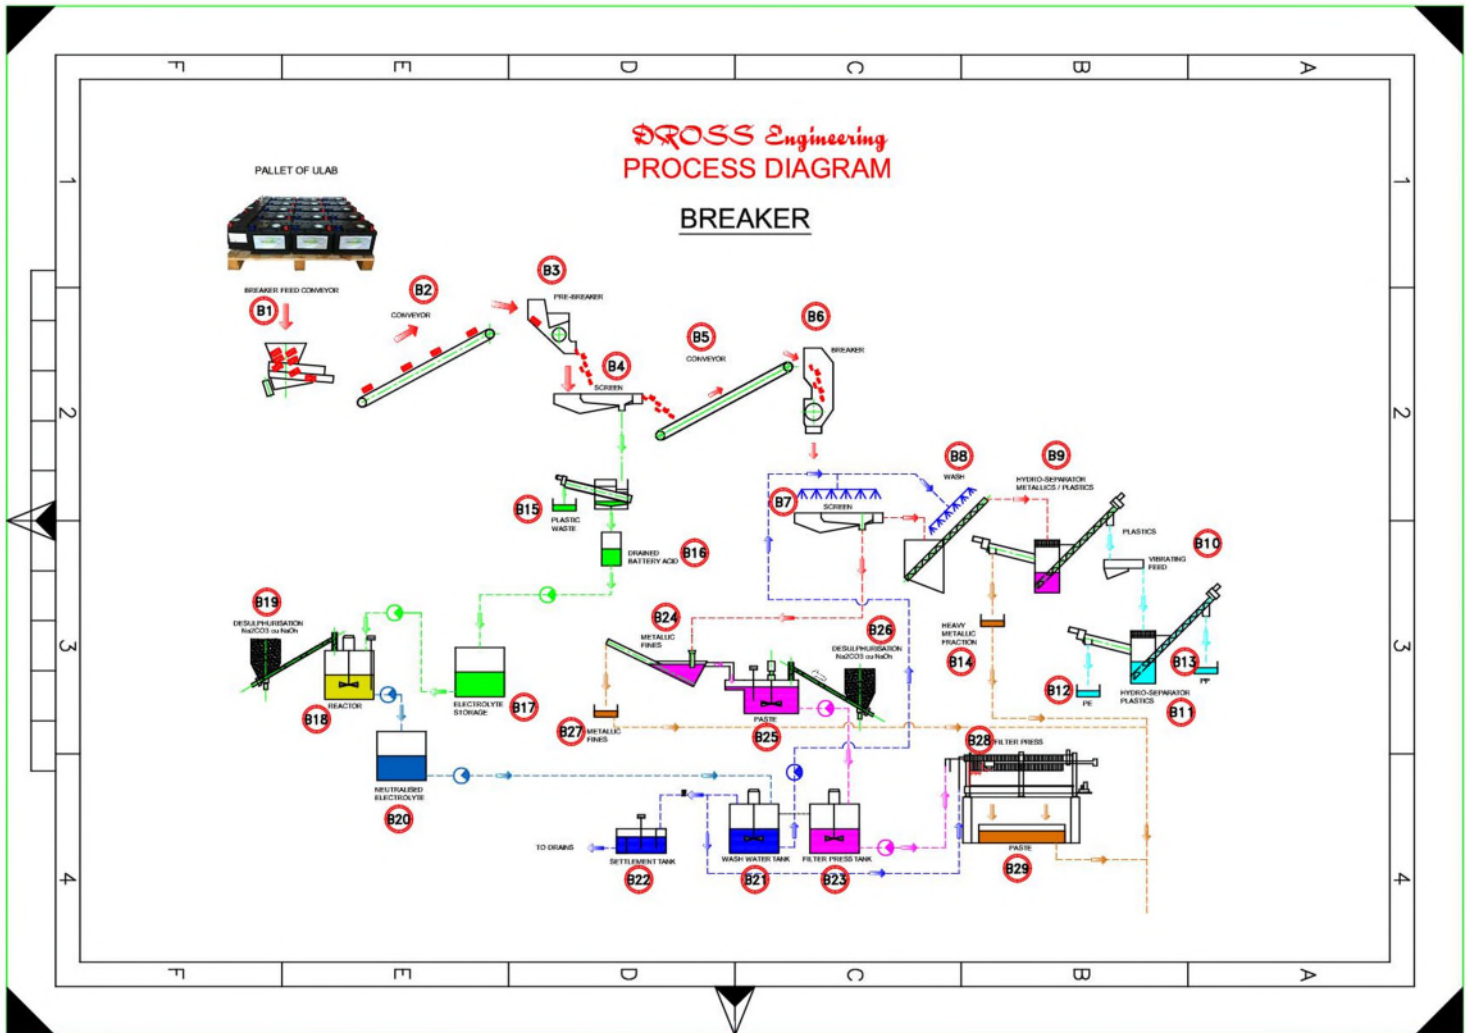 F E D C B A
DROSS Engineering
PROCESS DIAGRAM
BREAKER
1
1
PALLET OF ULAB
BREAKER FEED CONVEYOR
B1
B2
CONVEYOR
B3
PRE-BREAKER
B4
SCREEN
B5
CONVEYOR
B6
BREAKER
2
2
B7
SCREEN
B8
WASH
B9
HYDRO-SEPARATOR
METALLICS / PLASTICS
PLASTICS
B10
VIBRATING
FEED
B15
PLASTIC
WASTE
DRAINED
BATTERY ACID
B16
B19
DESULPHURISATION
Na2CO3 ou NaOh
B18
REACTOR
ELECTROLYTE
STORAGE
B17
B24
METALLIC
FINES
B26
DESULPHURISATION
Na2CO3 ou NaOh
HEAVY
METALLIC
FRACTION
B14
3
3
B12
PE
B13
PP
HYDRO-SEPARATOR
PLASTICS
B11
B27
METALLIC
FINES
PASTE
B25
B28
FILTER PRESS
NEUTRALISED
ELECTROLYTE
B20
TO DRAINS
SETTLEMENT TANK
B22
WASH WATER TANK
B21
FILTER PRESS TANK
B23
PASTE
B29
4
4
F E D C B A